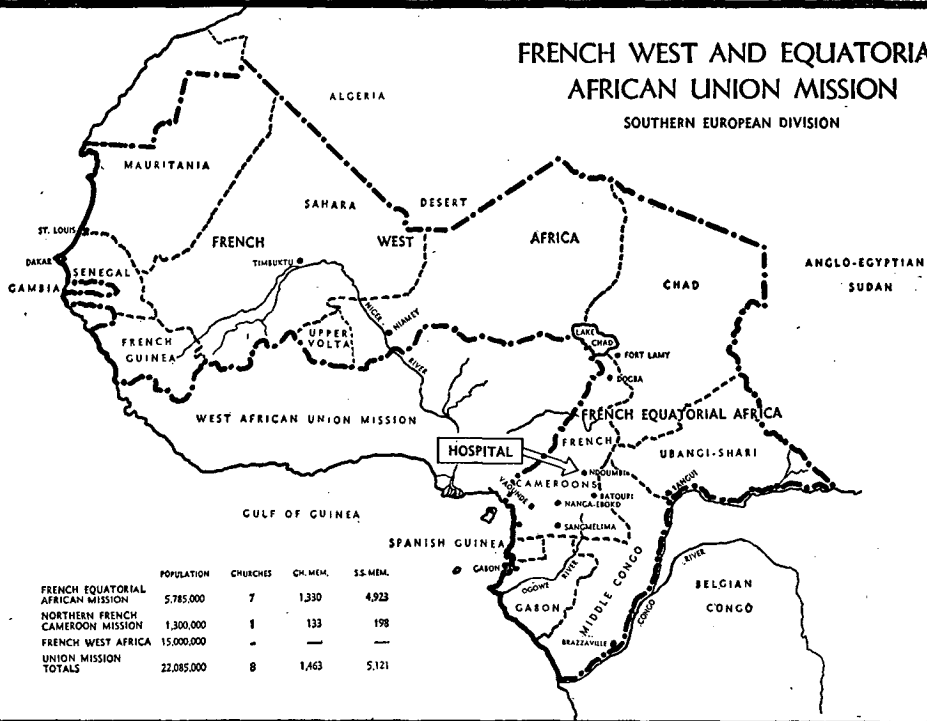 FRENCH WEST AND EQUATORIA
AFRICAN UNION MISSION
SOUTHERN EUROPEAN DIVISION
ALGERIA
MAURITANIA
SAHARA
DESERT
ST. LOUIS
FRENCH
WEST
AFRICA
DAKAR
TIMBUKTU
ANGLO-EGYPTIAN
SUDAN
SENEGAL
GAMBIA
CHAD
NIGER
RIVER
NIAMEY
UPPER
VOLTA
LAKE
CHAD
FRENCH
GUINEA
FORT LAMY
DOGBA
WEST AFRICAN UNION MISSION
FRENCH EQUATORIAL AFRICA
FRENCH
CAMEROONS
HOSPITAL
UBANGI-SHARI
NDOUMBI
YAOUNDE
BATOURI
BANGUI
NANGA-EBOKO
GULF OF GUINEA
SANGMELIMA
SPANISH GUINEA
GABON
OGOWE
RIVER
GABON
MIDDLE CONGO
CONGO
RIVER
BELGIAN
CONGO
BRAZZAVILLE
POPULATION CHURCHES CH. MEM. S.S. MEM.
FRENCH EQUATORIAL
AFRICAN MISSION 5,785,000 7 1,330 4,923
NORTHERN FRENCH
CAMEROON MISSION 1,300,000 1 133 198
FRENCH WEST AFRICA 15,000,000 - — —
UNION MISSION
TOTALS 22,085,000 8 1,463 5,121